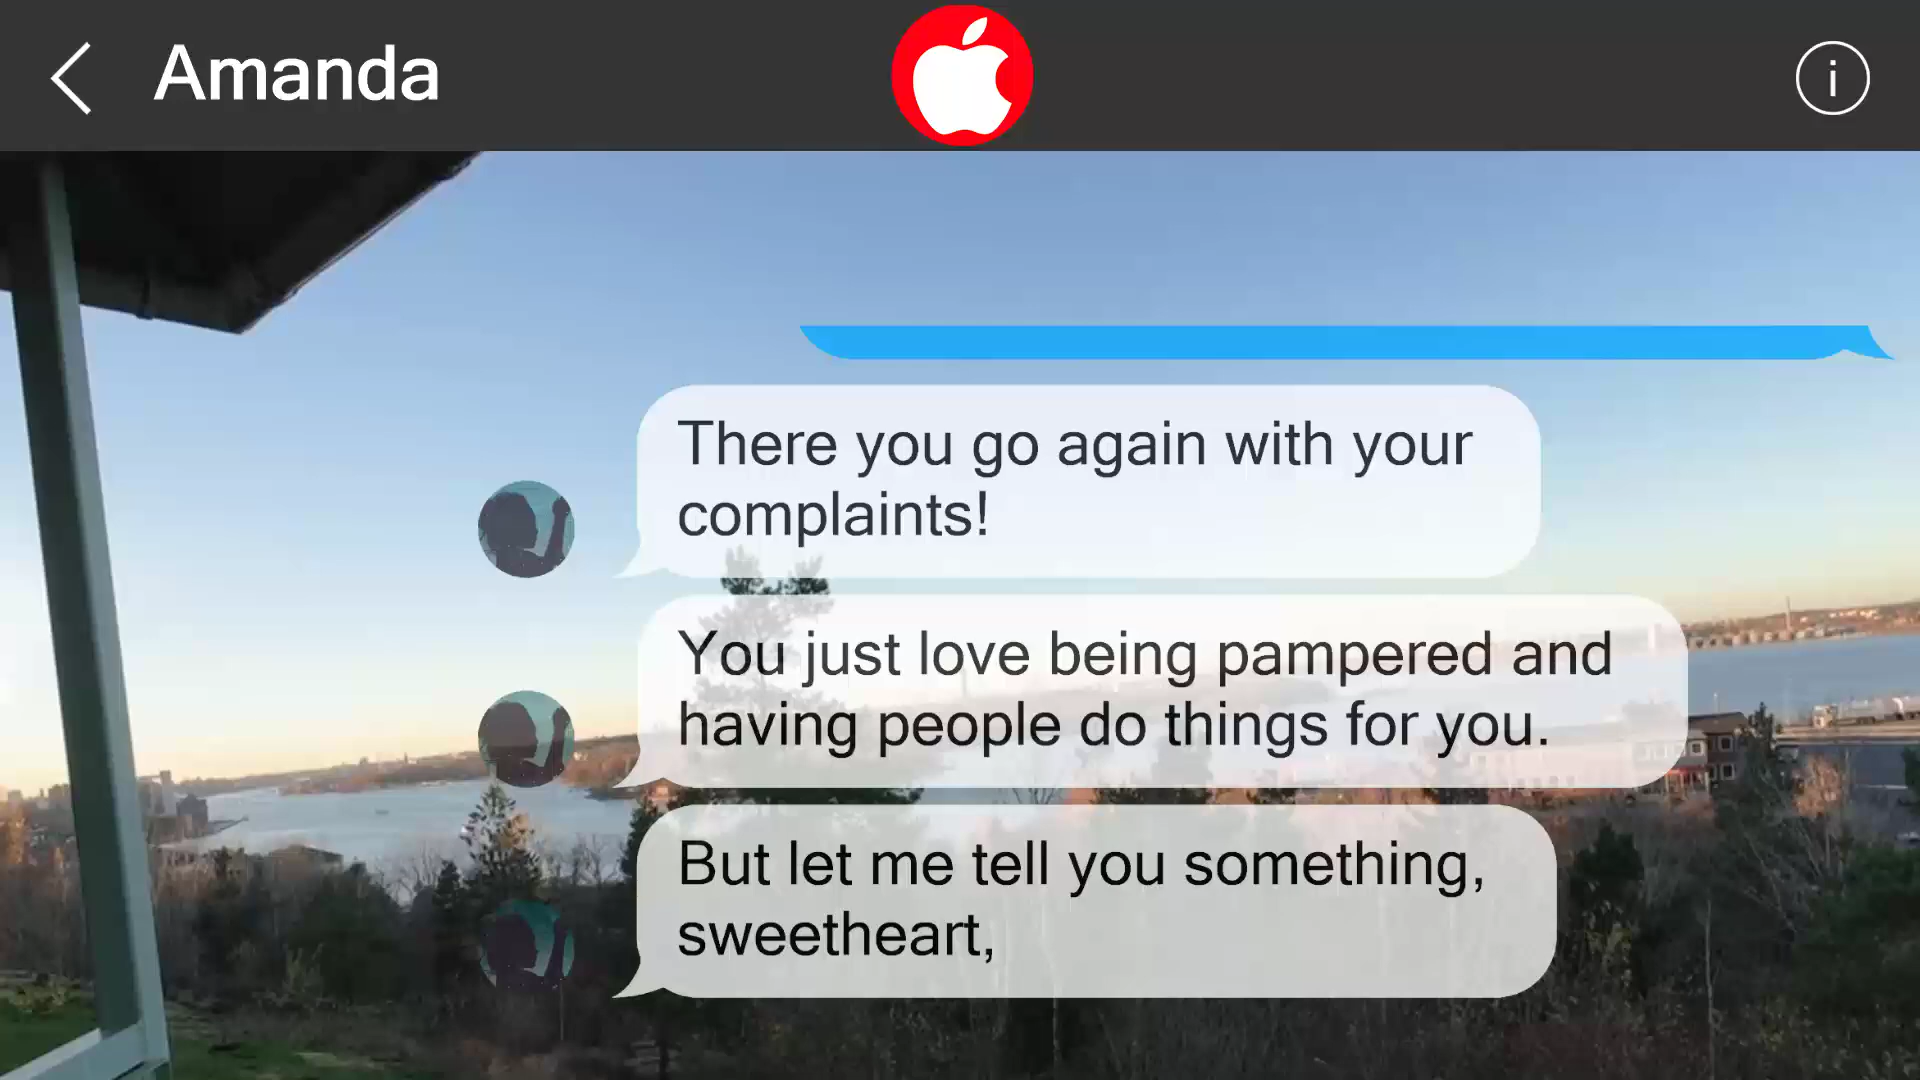 Amanda
i
There you go again with your
complaints!
You just love being pampered and
having people do things for you.
But let me tell you something,
sweetheart,